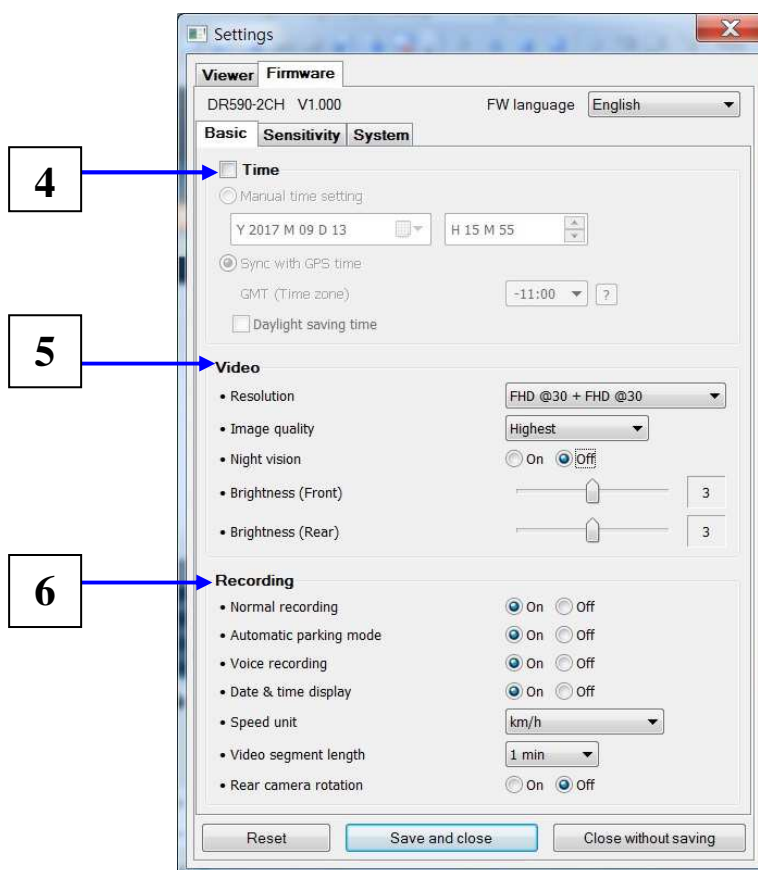 Settings
Viewer Firmware
DR590-2CH V1.000 FW language English
Basic Sensitivity System
4
Time
Manual time setting
Y 2017 M 09 D 13 H 15 M 55
Sync with GPS time
GMT (Time zone) -11:00 ?
Daylight saving time
5
Video
• Resolution FHD @30 + FHD @30
• Image quality Highest
• Night vision On Off
• Brightness (Front) 3
• Brightness (Rear) 3
6
Recording
• Normal recording On Off
• Automatic parking mode On Off
• Voice recording On Off
• Date & time display On Off
• Speed unit km/h
• Video segment length 1 min
• Rear camera rotation On Off
Reset Save and close Close without saving